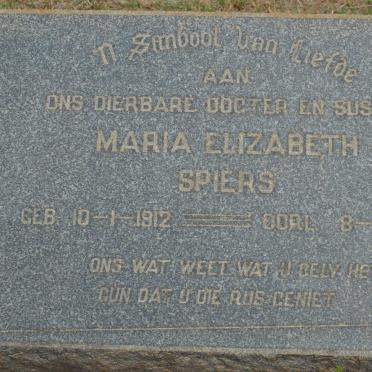 'N Simbool Van Liefde
AAN
ONS DIERBARE DOGTER EN SUS
MARIA ELIZABETH
SPIERS
GEB. 10-1-1912 OORL. 8-
ONS WAT WEET WAT U GELY HE
GUN DAT U DIE RUS GENIET